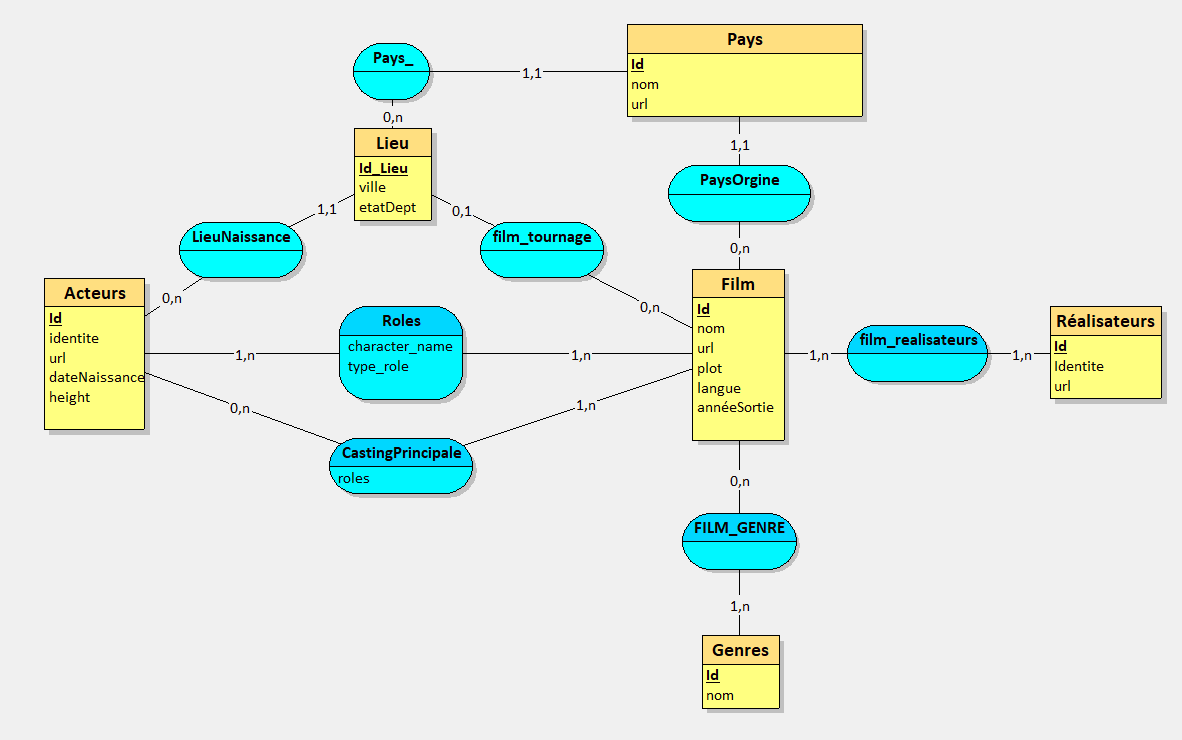 Pays
Id
nom
url
Pays_
1,1
0,n
1,1
Lieu
Id_Lieu
ville
etatDept
PaysOrgine
0,n
1,1
0,1
LieuNaissance
film_tournage
0,n
0,n
Acteurs
Id
identite
url
dateNaissance
height
Roles
character_name
type_role
1,n
1,n
Film
Id
nom
url
plot
langue
annéeSortie
film_realisateurs
1,n
1,n
Réalisateurs
Id
Identite
url
0,n
1,n
CastingPrincipale
roles
0,n
FILM_GENRE
1,n
Genres
Id
nom